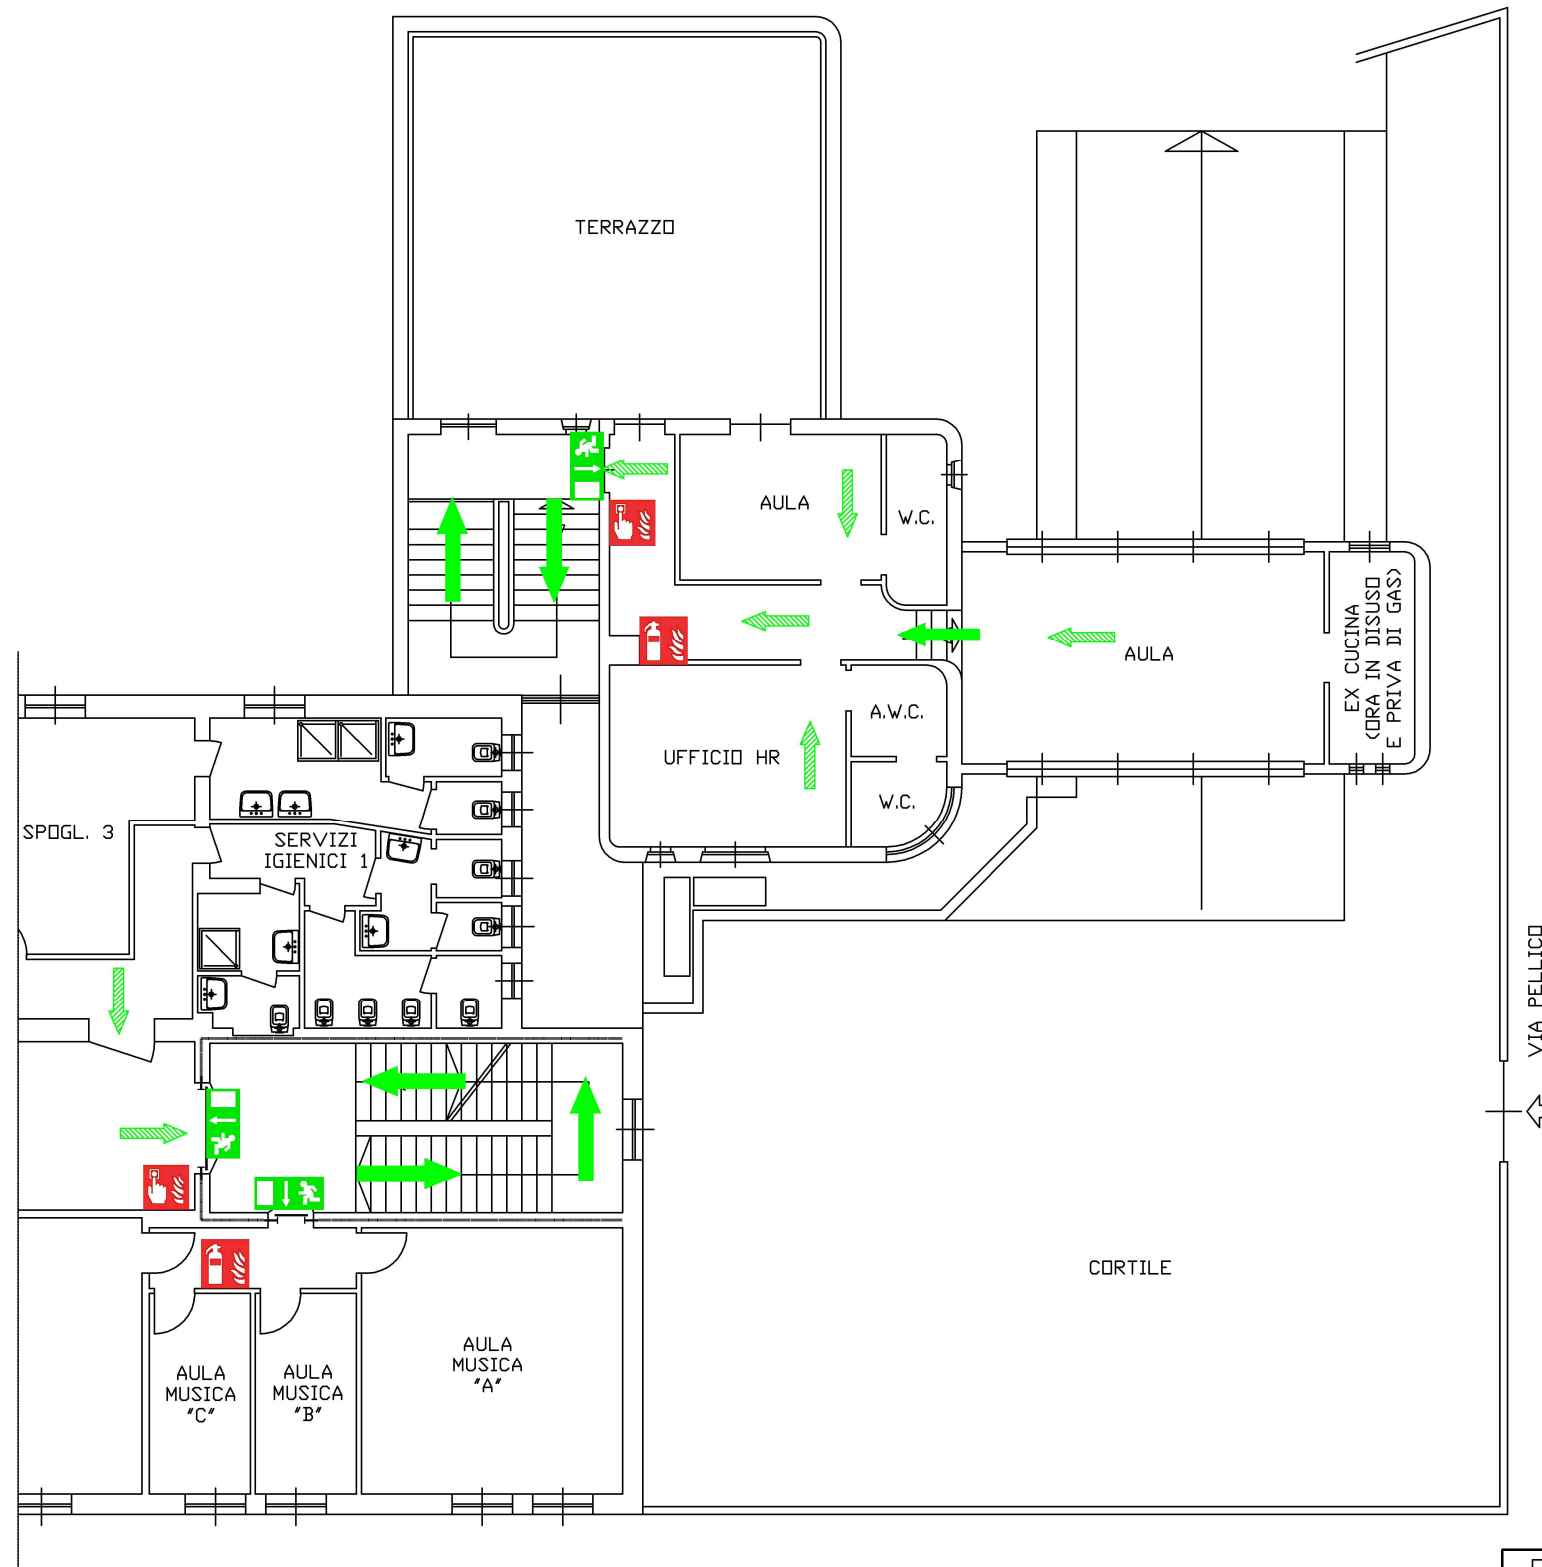 TERRAZZO
AULA
W.C.
AULA
EX CUCINA
(ORA IN DISUSO
E PRIVA DI GAS)
A.W.C.
UFFICIO HR
W.C.
SPOGL. 3
SERVIZI
IGIENICI 1
VIA PELLICO
CORTILE
AULA
MUSICA
"A"
AULA
MUSICA
"B"
AULA
MUSICA
"C"